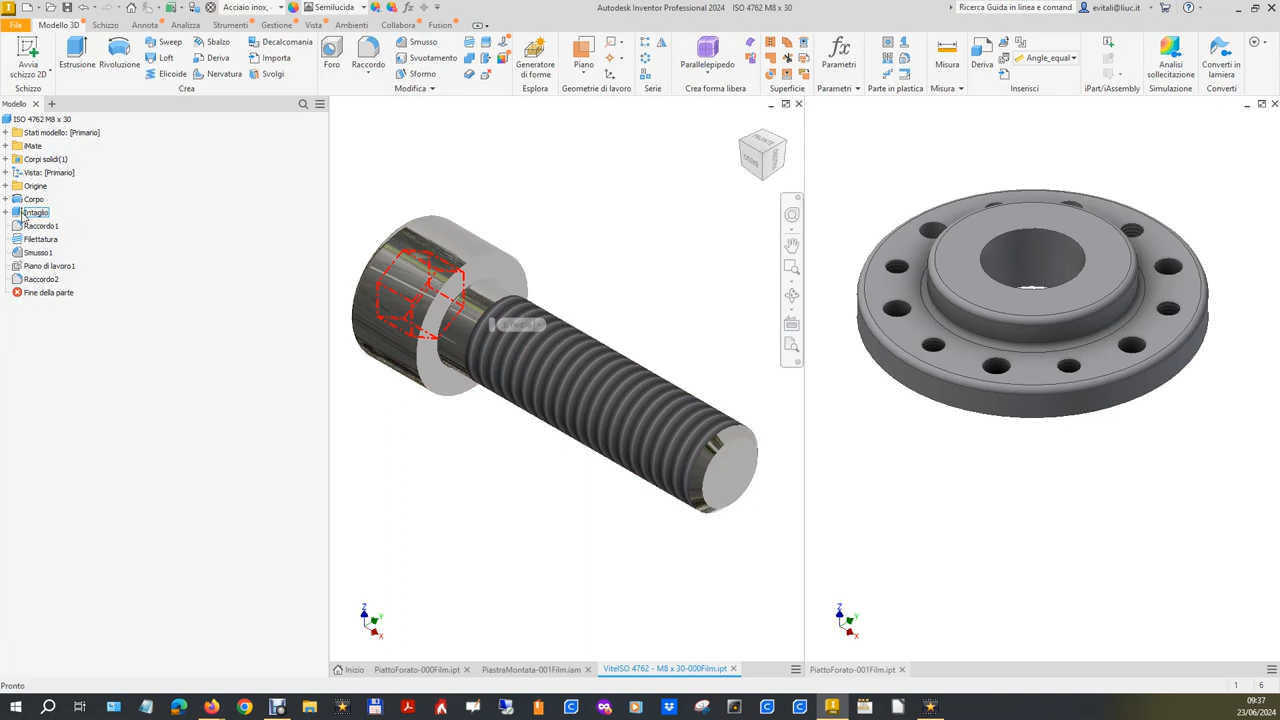 Acciaio inox,
Semilucida
Autodesk Inventor Professional 2024   ISO 4762 M8 x 30
Ricerca Guida in linea e comand
evitali@liuc.it
File
Modello 3D
Schizzo
Annota
Analizza
Strumenti
Gestione
Vista
Ambienti
Collabora
Fusion
Avvia
schizzo 2D
Estrusione
Rivoluzione
Sweep
Loft
Elicoide
Sbalzo
Deriva
Nervatura
Decalcomania
Importa
Svolgi
Foro
Raccordo
Smusso
Svuotamento
Sformo
Generatore
di forme
Piano
Parallelepipedo
Parametri
Misura
Deriva
Angle_equal
Analisi
sollecitazione
Converti in
lamiera
Schizzo
Crea
Modifica
Esplora
Geometrie di lavoro
Serie
Crea forma libera
Superficie
Parametri
Parte in plastica
Misura
Inserisci
iPart/iAssembly
Simulazione
Converti
Modello
ISO 4762 M8 x 30
Stati modello: [Primario]
iMate
Corpi solidi(1)
Vista: [Primario]
Origine
Corpo
Intaglio
Raccordo1
Filettatura
Smusso1
Piano di lavoro1
Raccordo2
Fine della parte
1. Faccia
Z
Y
X
Z
Y
X
Inizio
PiattoForato-000Film.ipt
PiastraMontata-001Film.iam
ViteISO 4762 - M8 x 30-000Film.ipt
PiattoForato-001Film.ipt
Pronto
1
6
09:37
23/06/2024